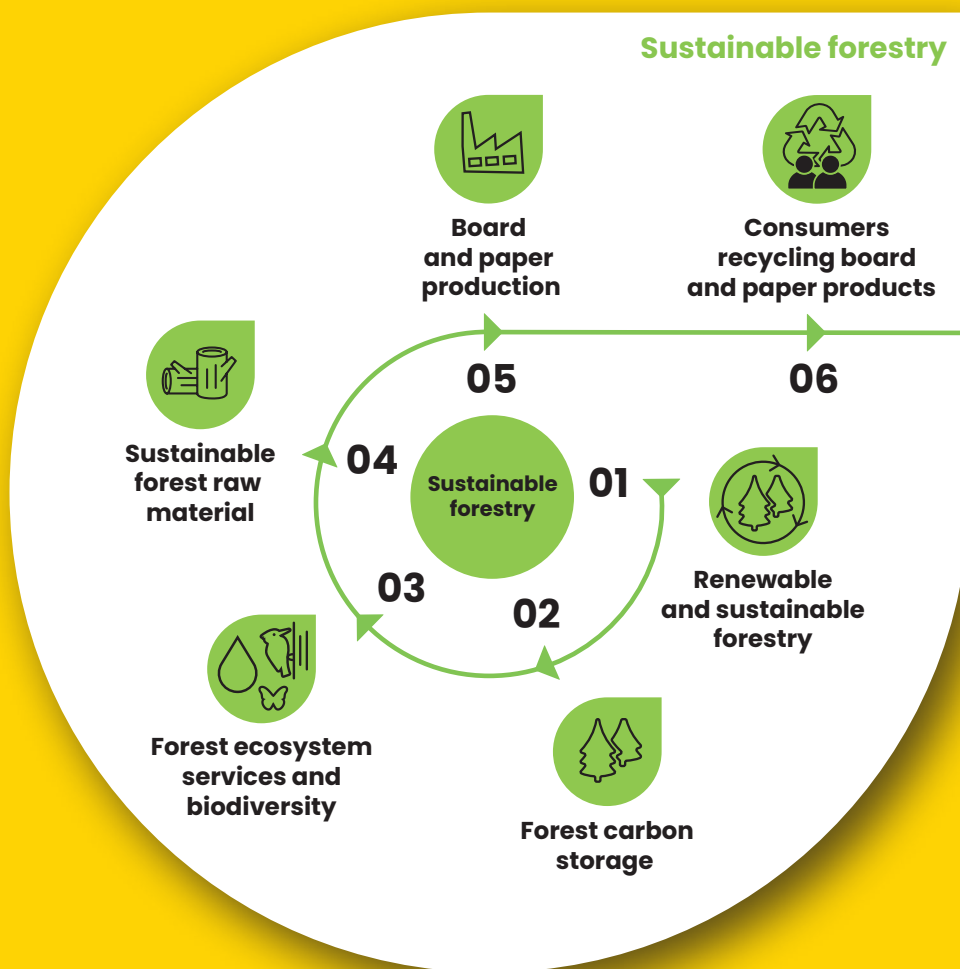 Sustainable forestry
Board
and paper
production
Consumers
recycling board
and paper products
05
06
Sustainable
forest raw
material
04
Sustainable
forestry
01
Renewable
and sustainable
forestry
03
02
Forest ecosystem
services and
biodiversity
Forest carbon
storage